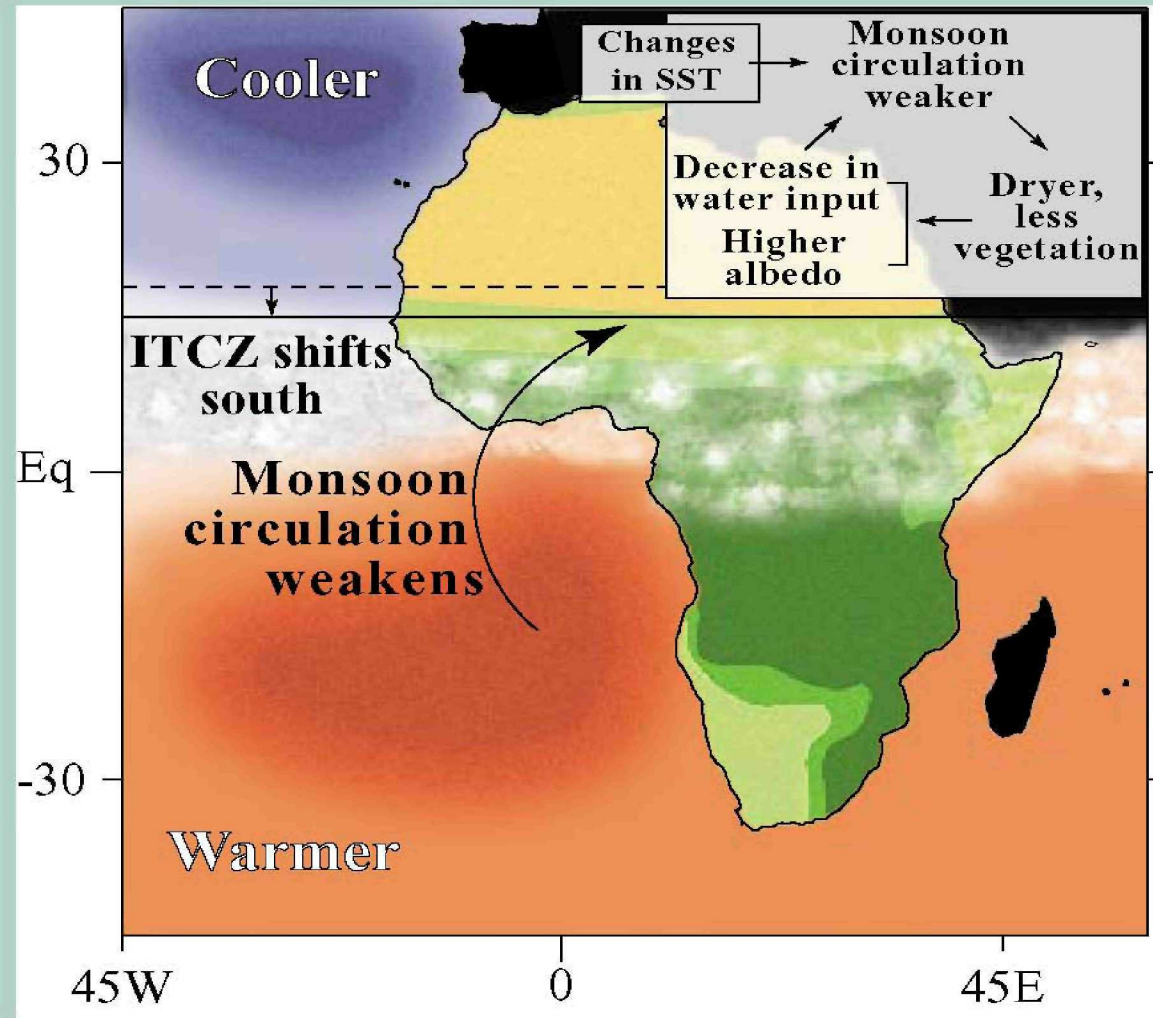 Cooler
Changes
in SST
Monsoon
circulation
weaker
30
Decrease in
water input
Higher
albedo
Dryer,
less
vegetation
ITCZ shifts
south
Eq
Monsoon
circulation
weakens
-30
Warmer
45W
0
45E